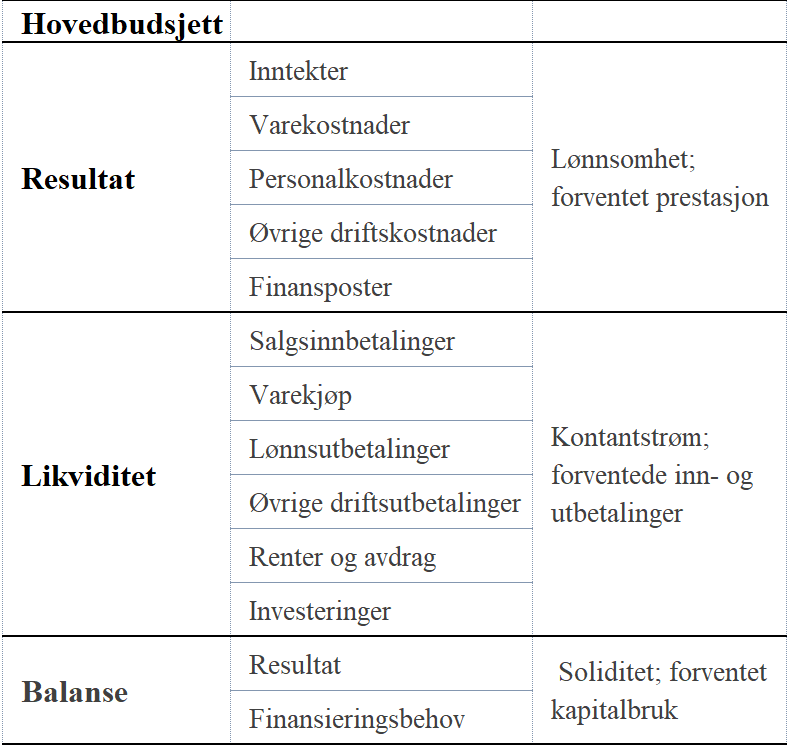 Hovedbudsjett
Resultat
Inntekter
Varekostnader
Personalkostnader
Øvrige driftskostnader
Finansposter
Lønnsomhet;
forventet prestasjon
Likviditet
Salgsinnbetalinger
Varekjøp
Lønnsutbetalinger
Øvrige driftsutbetalinger
Renter og avdrag
Investeringer
Kontantstrøm;
forventede inn- og
utbetalinger
Balanse
Resultat
Finansieringsbehov
Soliditet; forventet
kapitalbruk